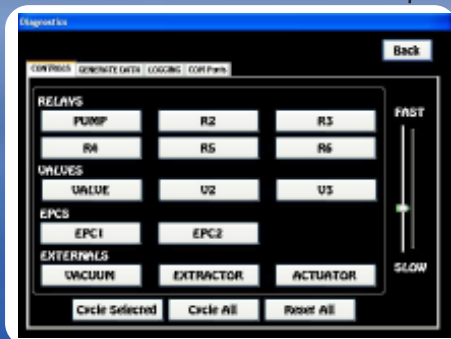 Diagnostics
Back
CONTROLS GENERATE DATA LOGGING COM Ports
RELAYS
PUMP R2 R3
FAST
R4 R5 R6
VALVES
VALVE V2 V3
EPCS
EPC1 EPC2
EXTERNALS
VACUUM EXTRACTOR ACTUATOR
SLOW
Cycle Selected Cycle All Reset All